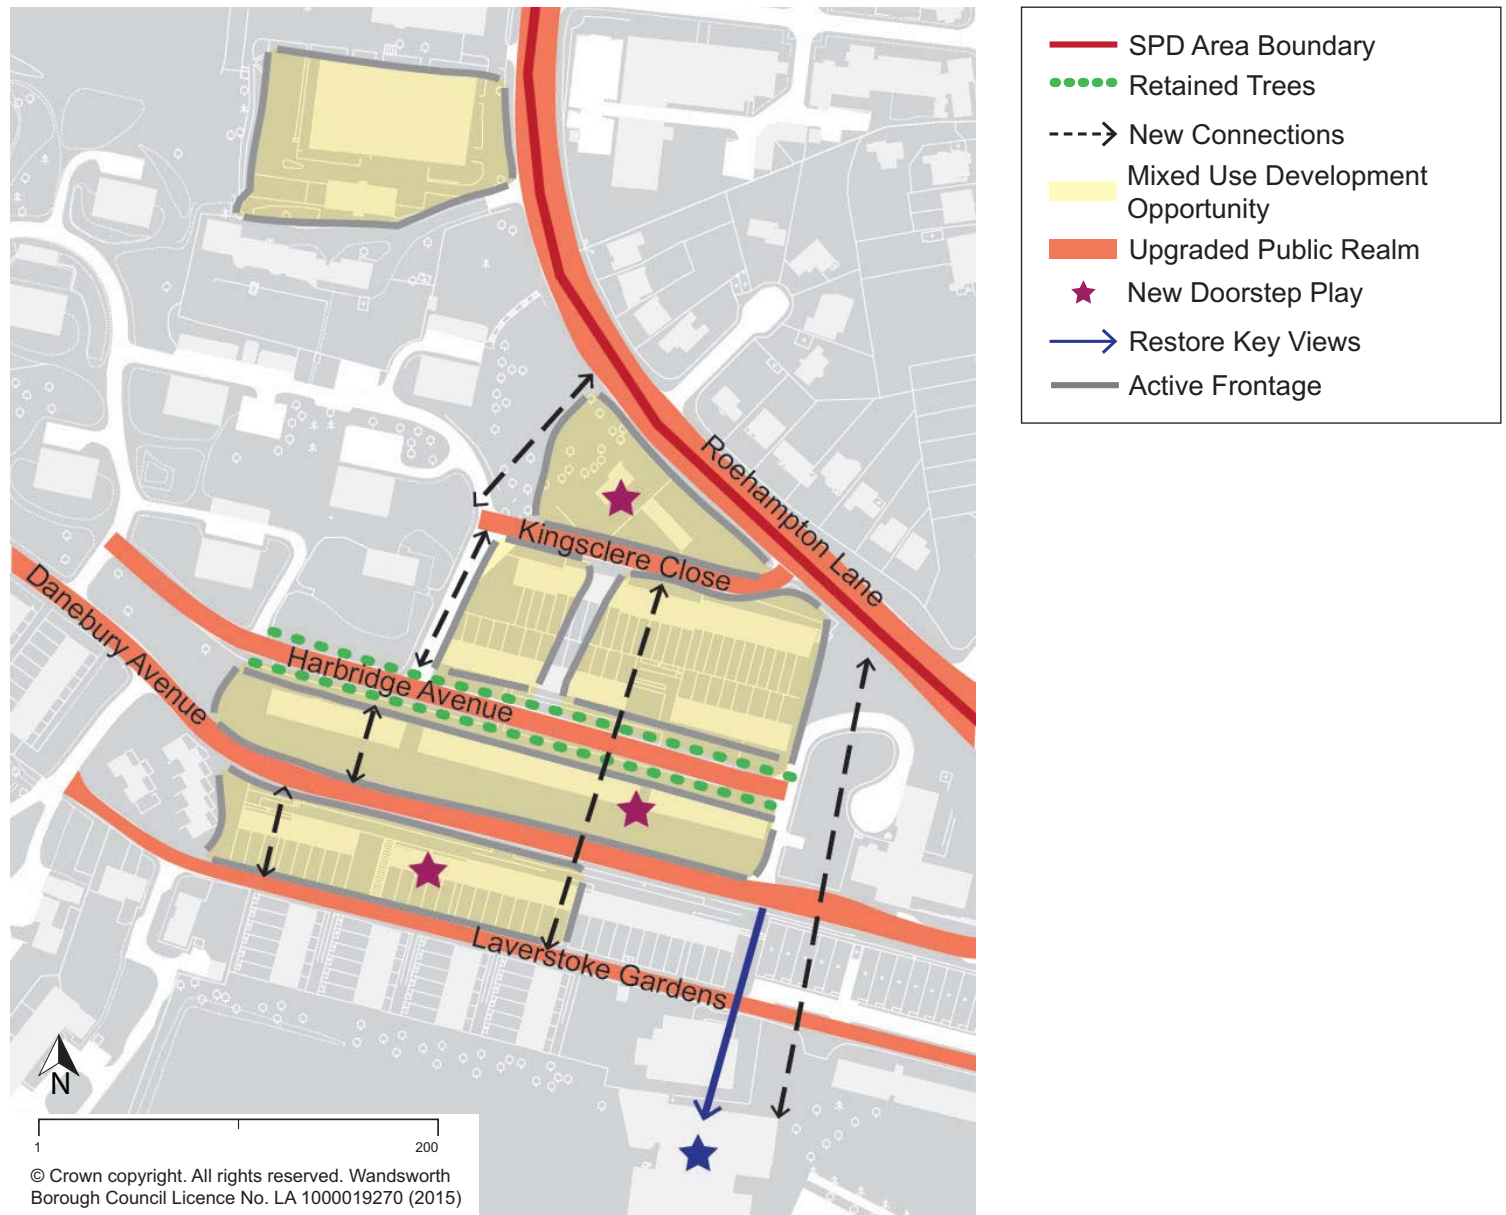 SPD Area Boundary
Retained Trees
New Connections
Mixed Use Development
Opportunity
Upgraded Public Realm
New Doorstep Play
Restore Key Views
Active Frontage
Roehampton Lane
Kingsclere Close
Danebury Avenue
Harbridge Avenue
Laverstoke Gardens
N
1 200
© Crown copyright. All rights reserved. Wandsworth
Borough Council Licence No. LA 1000019270 (2015)